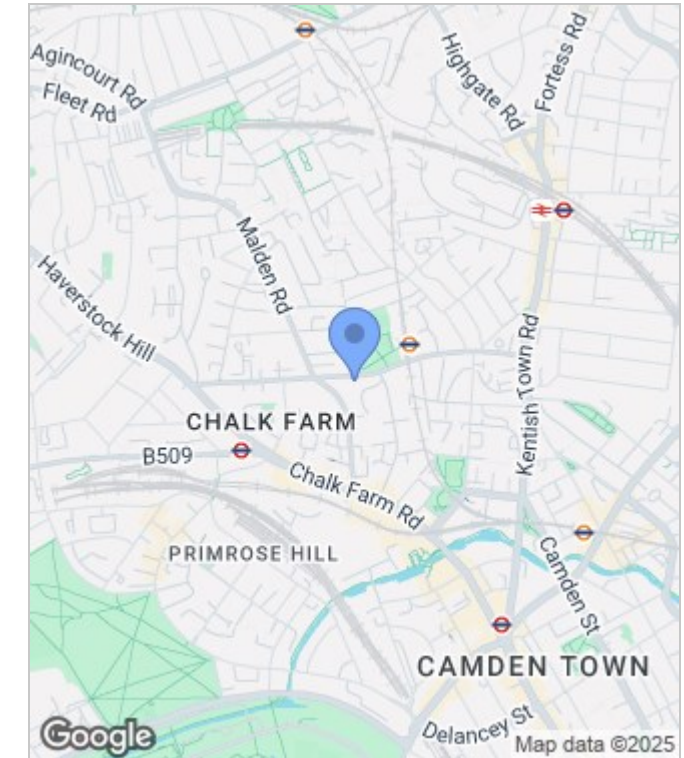 Agincourt Rd
Fleet Rd
Highgate Rd
Fortess Rd
Malden Rd
Haverstock Hill
Kentish Town Rd
CHALK FARM
B509
Chalk Farm Rd
PRIMROSE HILL
Camden St
CAMDEN TOWN
Delancey St
Google
Map data ©2025